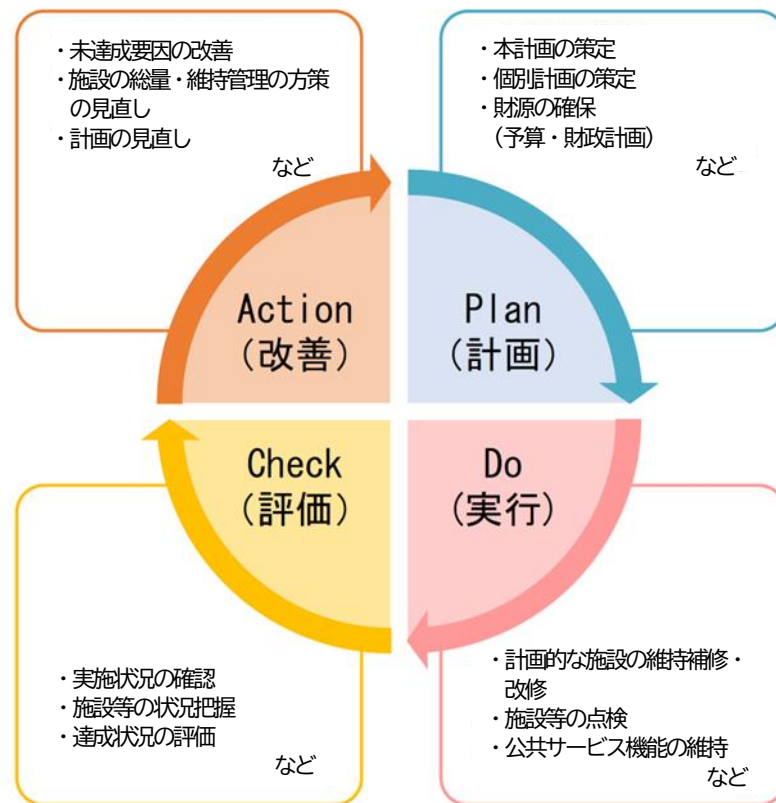 ・未達成要因の改善
・施設の総量・維持管理の方策
の見直し
・計画の見直し
など
・本計画の策定
・個別計画の策定
・財源の確保
(予算・財政計画)
など
Action
(改善)
Plan
(計画)
Check
(評価)
Do
(実行)
・実施状況の確認
・施設等の状況把握
・達成状況の評価
など
・計画的な施設の維持補修・
改修
・施設等の点検
・公共サービス機能の維持
など